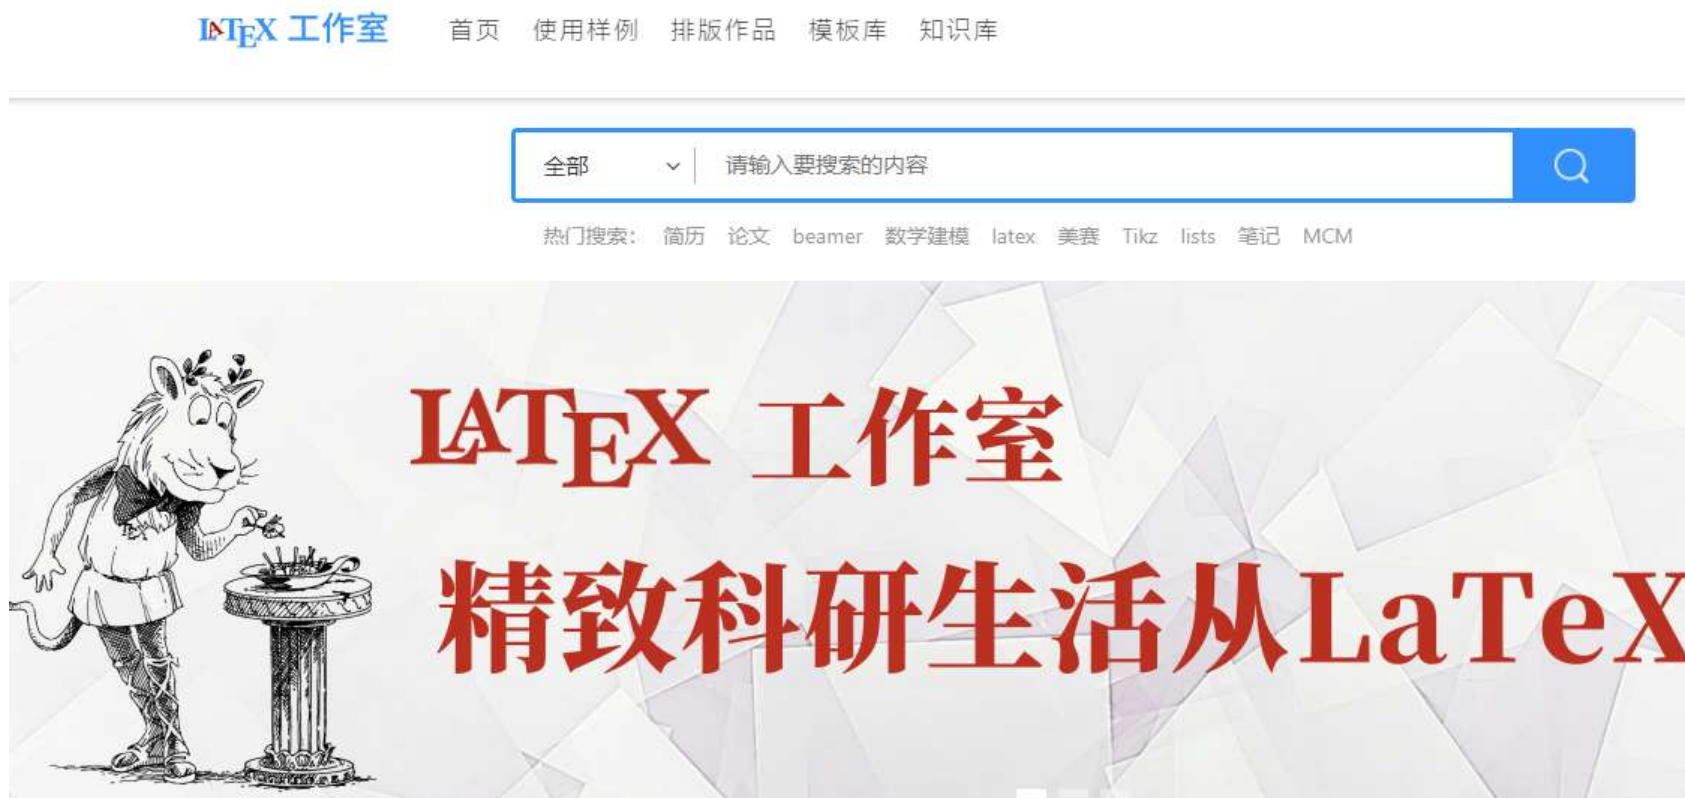 LATEX 工作室 首页 使用样例 排版作品 模板库 知识库
全部 请输入要搜索的内容
热门搜索： 简历 论文 beamer 数学建模 latex 美赛 Tikz lists 笔记 MCM
LATEX 工作室
精致科研生活从LaTeX